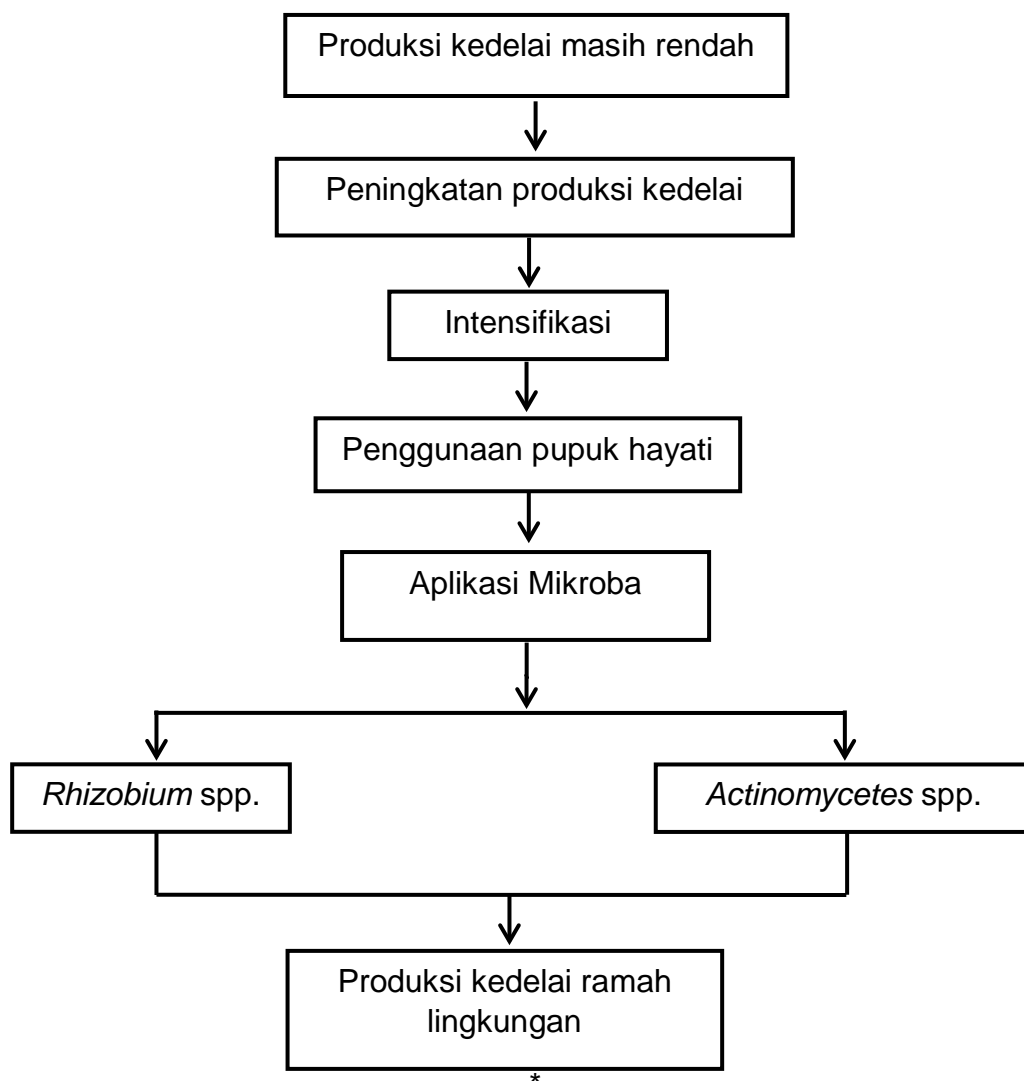 Produksi kedelai masih rendah
Peningkatan produksi kedelai
Intensifikasi
Penggunaan pupuk hayati
Aplikasi Mikroba
Rhizobium spp.
Actinomycetes spp.
Produksi kedelai ramah
lingkungan
*